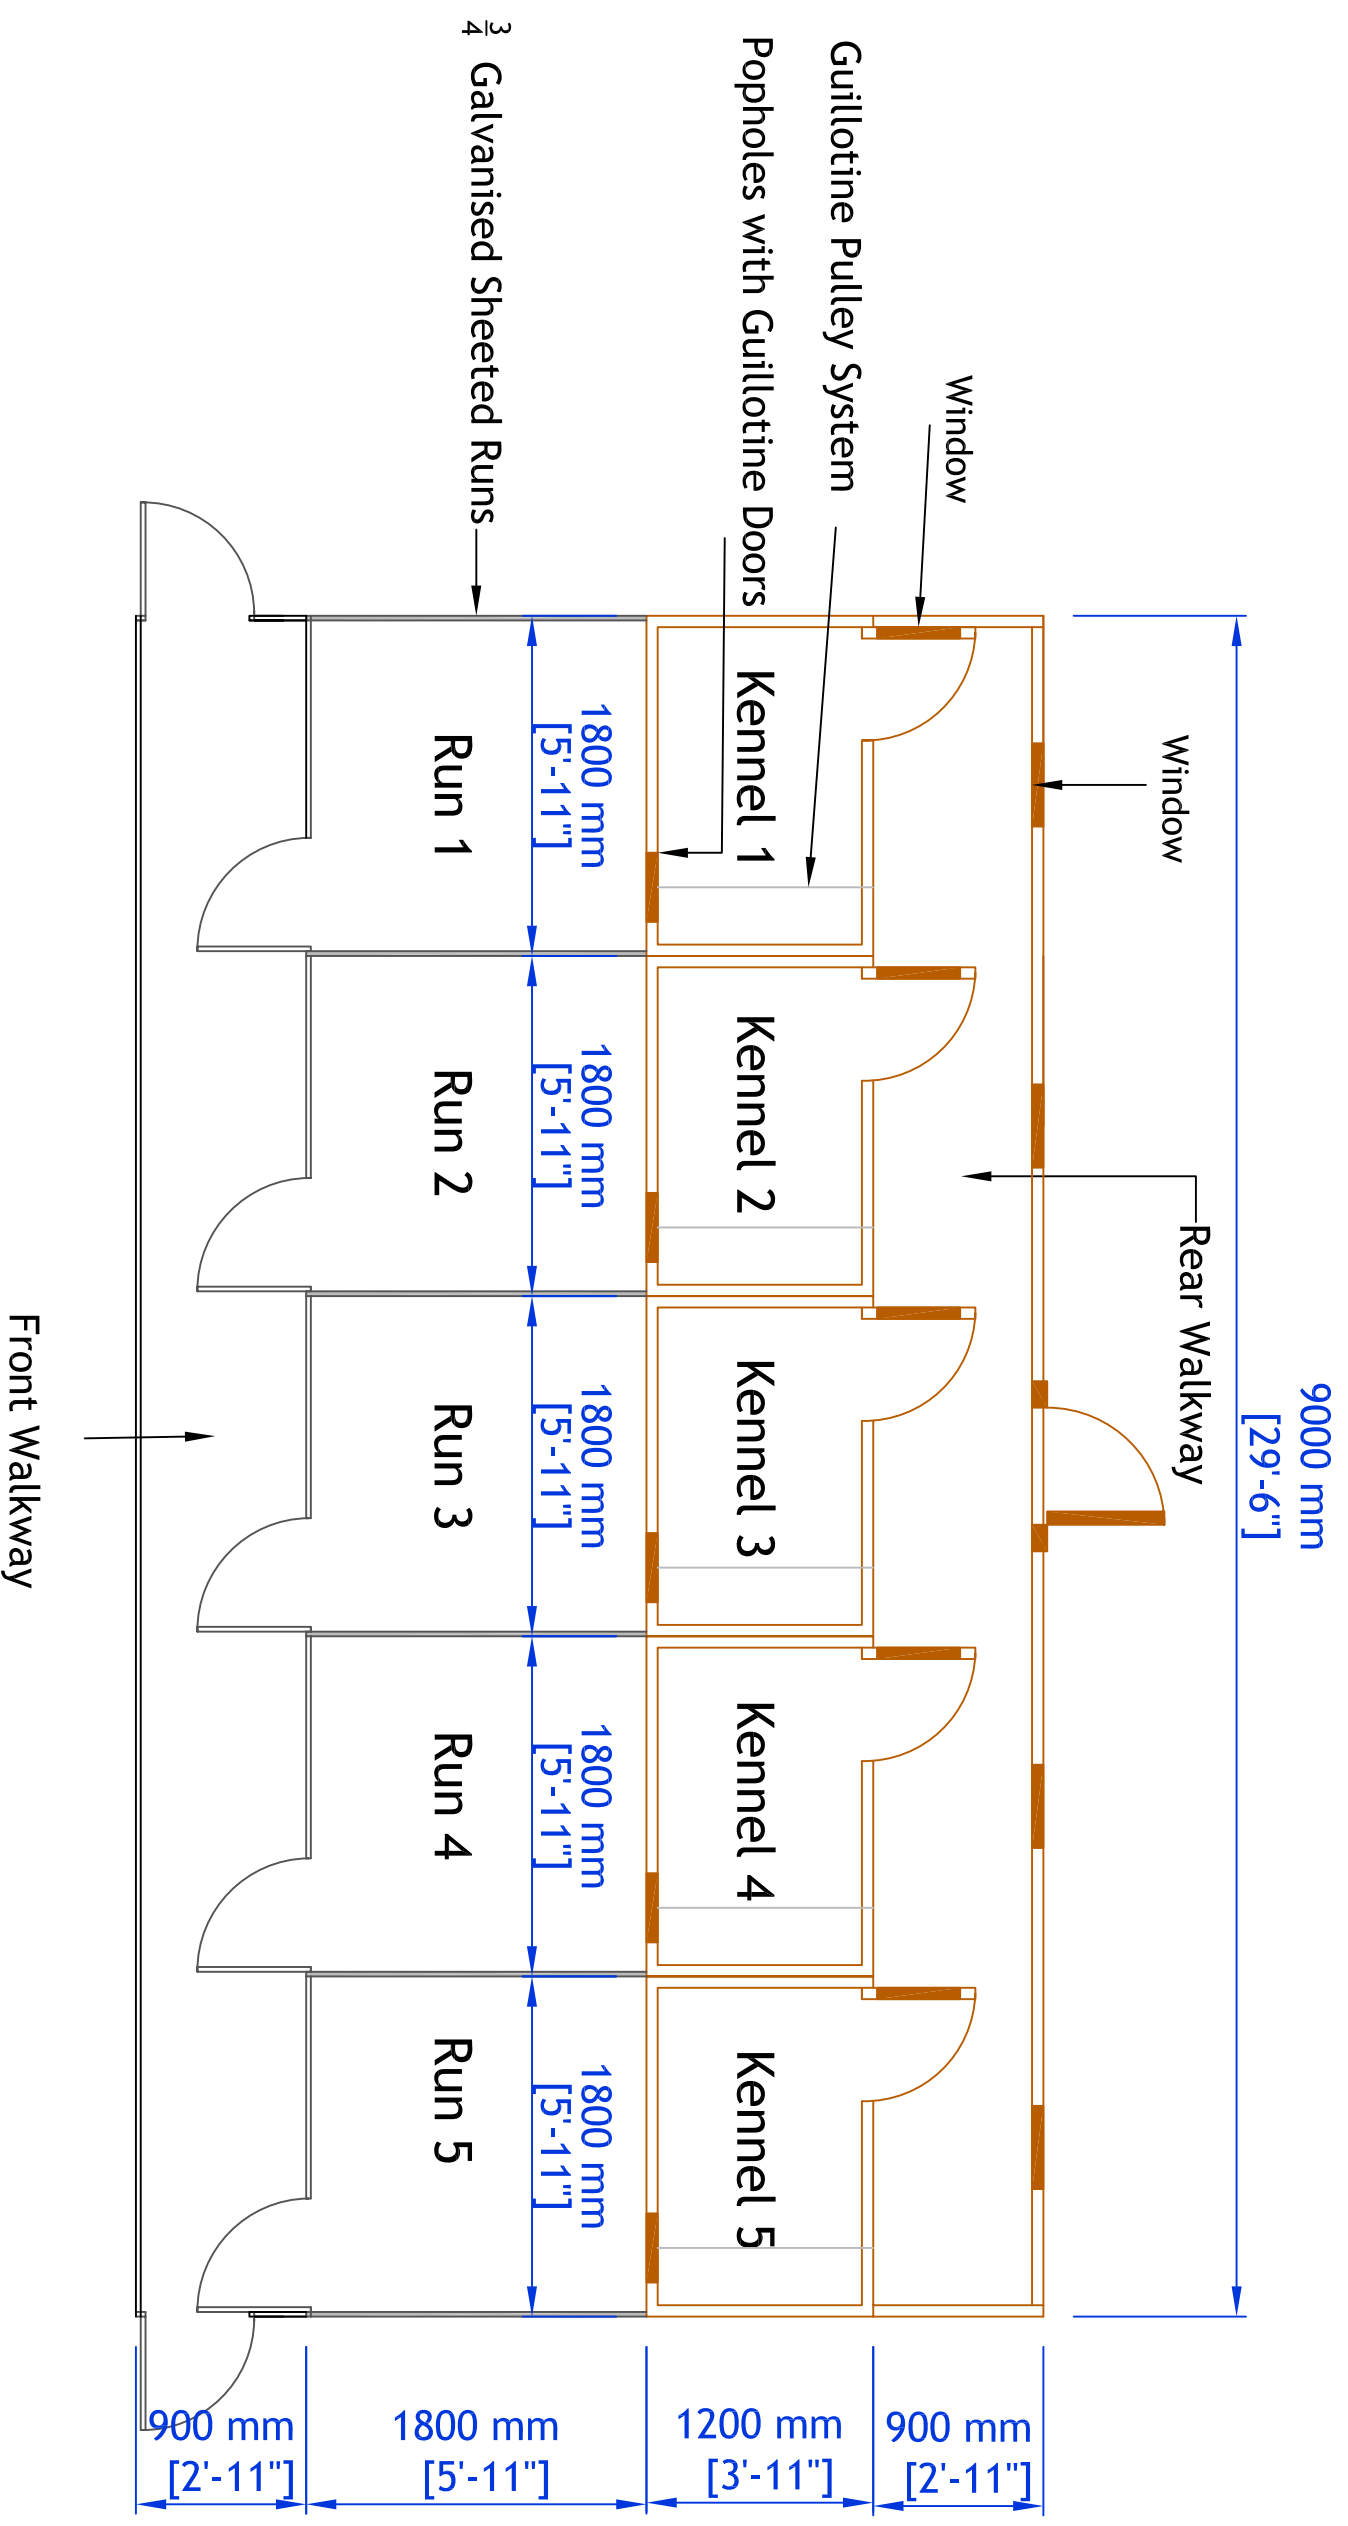 9000 mm
[29'-6"]
Window
Rear Walkway
Window
Guillotine Pulley System
Popholes with Guillotine Doors
3/4 Galvanised Sheeted Runs
Kennel 1
Kennel 2
Kennel 3
Kennel 4
Kennel 5
1800 mm
[5'-11"]
1800 mm
[5'-11"]
1800 mm
[5'-11"]
1800 mm
[5'-11"]
1800 mm
[5'-11"]
Run 1
Run 2
Run 3
Run 4
Run 5
Front Walkway
900 mm
[2'-11"]
1800 mm
[5'-11"]
1200 mm
[3'-11"]
900 mm
[2'-11"]